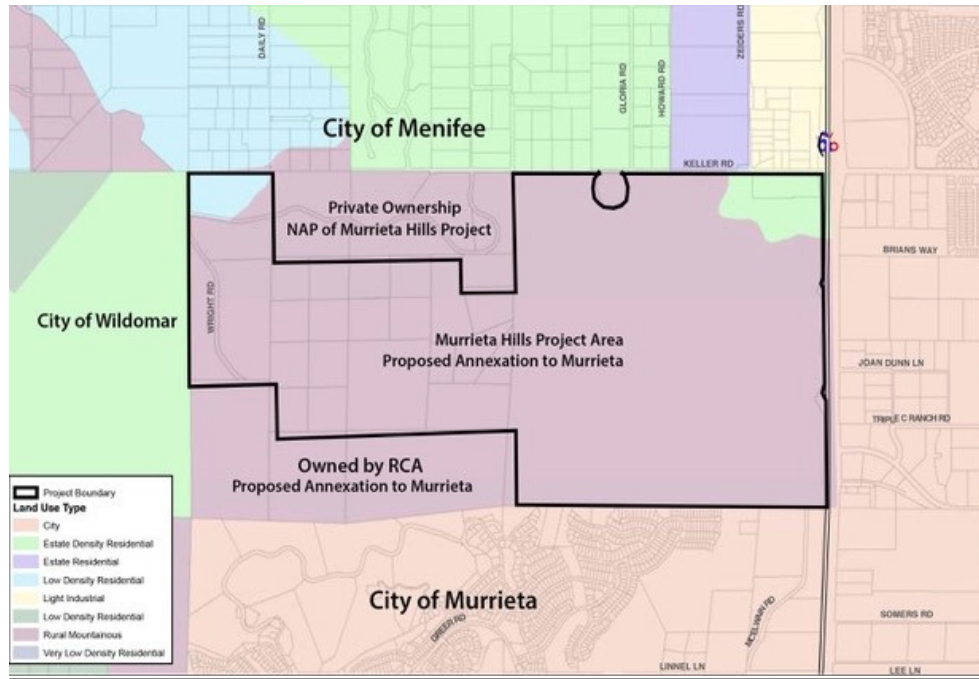 DAILY RD
GLORIA RD
HOWARD RD
ZEIDERS RD
City of Menifee
KELLER RD
Private Ownership
NAP of Murrieta Hills Project
BRIANS WAY
WRIGHT RD
City of Wildomar
Murrieta Hills Project Area
Proposed Annexation to Murrieta
JOAN DUNN LN
TRIPLE C RANCH RD
Owned by RCA
Proposed Annexation to Murrieta
Project Boundary
Land Use Type
City
Estate Density Residential
Estate Residential
Low Density Residential
Light Industrial
Low Density Residential
Rural Mountainous
Very Low Density Residential
City of Murrieta
GREER RD
MCELWAIN RD
SOMERS RD
LINNEL LN
LEE LN